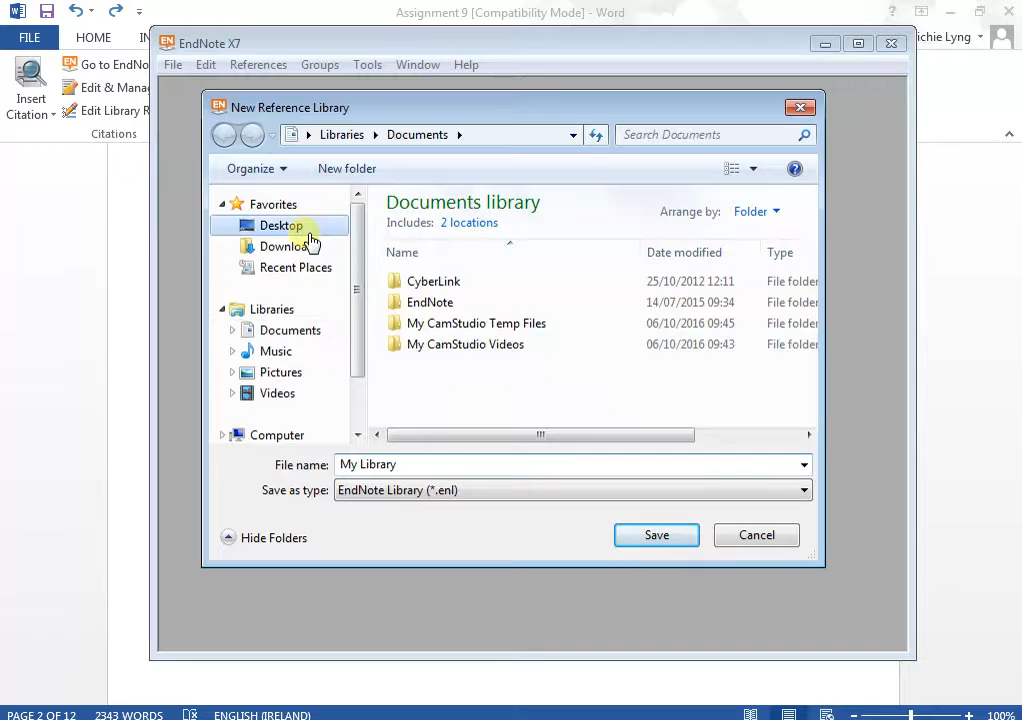 Assignment 9 [Compatibility Mode] - Word
FILE
HOME
chie Lyng
Go to EndNo
Edit & Manag
Edit Library R
Insert
Citation
Citations
EndNote X7
File Edit References Groups Tools Window Help
New Reference Library
Libraries Documents
Search Documents
Organize
New folder
Favorites
Desktop
Downloa
Recent Places
Libraries
Documents
Music
Pictures
Videos
Computer
Documents library
Includes: 2 locations
Arrange by: Folder
Name Date modified Type
CyberLink 25/10/2012 12:11 File folder
EndNote 14/07/2015 09:34 File folder
My CamStudio Temp Files 06/10/2016 09:45 File folder
My CamStudio Videos 06/10/2016 09:43 File folder
File name: My Library
Save as type: EndNote Library (*.enl)
Hide Folders
Save
Cancel
PAGE 2 OF 12 2343 WORDS ENGLISH (IRELAND) 100%